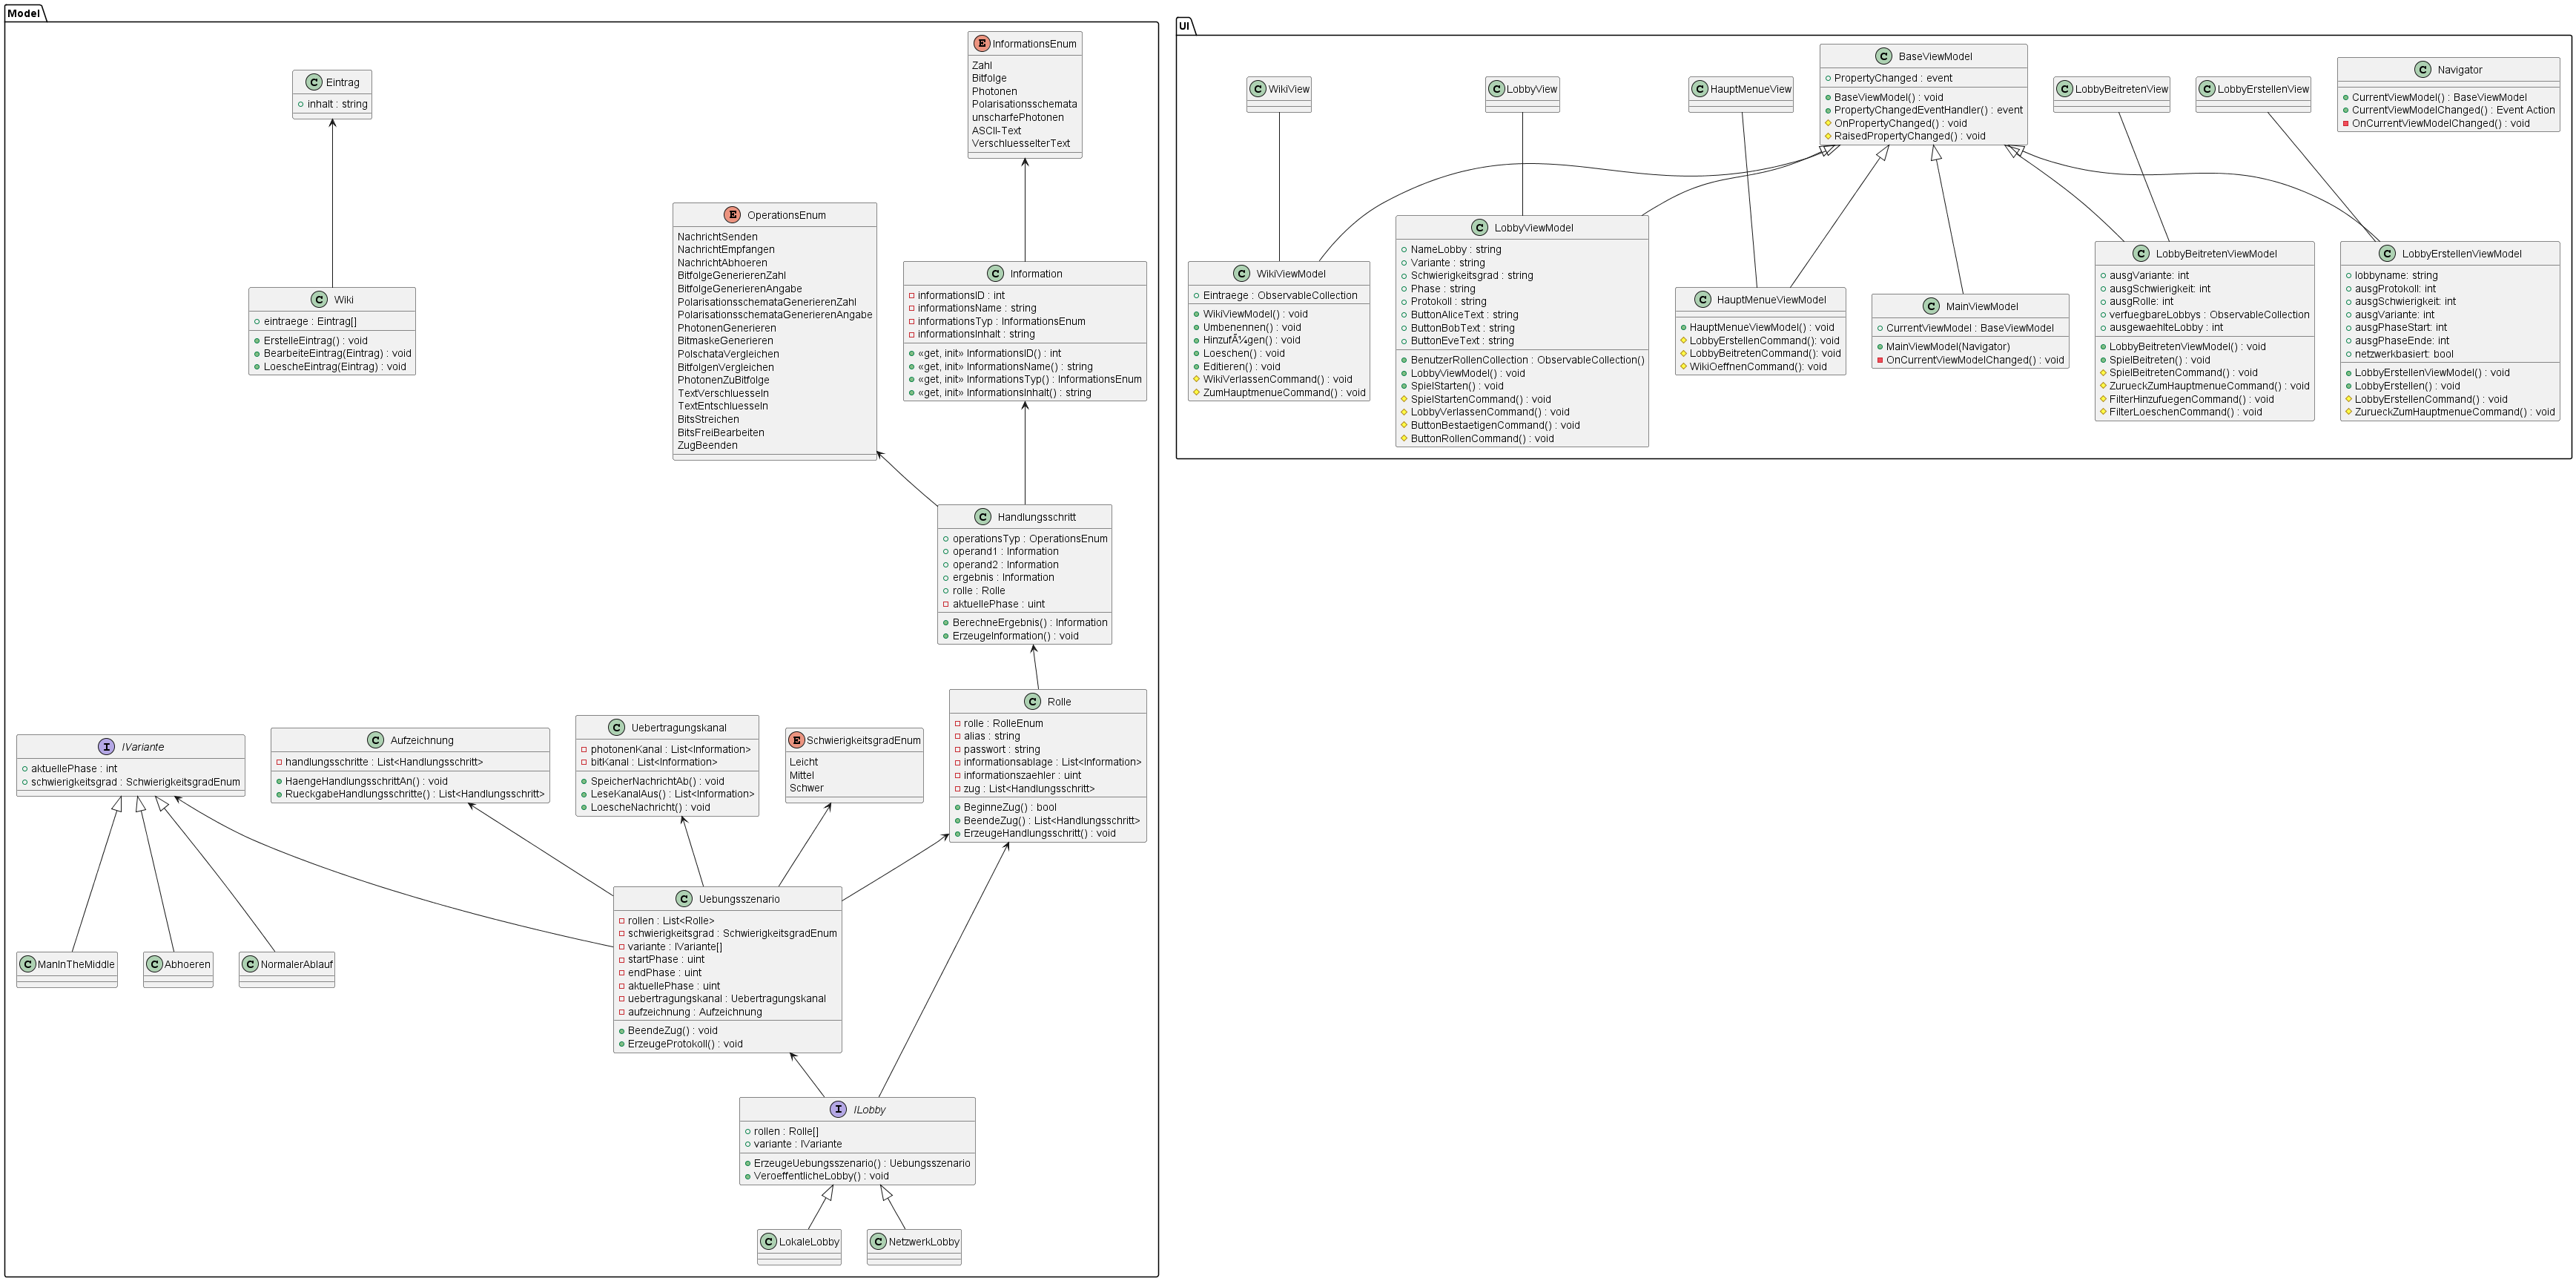 Model
E InformationsEnum
Zahl
Bitfolge
Photonen
Polarisationsschemata
unscharfePhotonen
ASCII-Text
VerschluesselterText
C Eintrag
inhalt : string
E OperationsEnum
NachrichtSenden
NachrichtEmpfangen
NachrichtAbhoeren
BitfolgeGenerierenZahl
BitfolgeGenerierenAngabe
PolarisationsschemataGenerierenZahl
PolarisationsschemataGenerierenAngabe
PhotonenGenerieren
BitmaskeGenerieren
PolschataVergleichen
BitfolgenVergleichen
PhotonenZuBitfolge
TextVerschluesseln
TextEntschluesseln
BitsStreichen
BitsFreiBearbeiten
ZugBeenden
C Information
informationsID : int
informationsName : string
informationsTyp : InformationsEnum
informationsInhalt : string
«get, init» InformationsID() : int
«get, init» InformationsName() : string
«get, init» InformationsTyp() : InformationsEnum
«get, init» InformationsInhalt() : string
C Wiki
eintraege : Eintrag[]
ErstelleEintrag() : void
BearbeiteEintrag(Eintrag) : void
LoescheEintrag(Eintrag) : void
C Handlungsschritt
operationsTyp : OperationsEnum
operand1 : Information
operand2 : Information
ergebnis : Information
rolle : Rolle
aktuellePhase : uint
BerechneErgebnis() : Information
ErzeugeInformation() : void
C Rolle
rolle : RolleEnum
alias : string
passwort : string
informationsablage : List<Information>
informationszaehler : uint
zug : List<Handlungsschritt>
BeginneZug() : bool
BeendeZug() : List<Handlungsschritt>
ErzeugeHandlungsschritt() : void
I IVariante
aktuellePhase : int
schwierigkeitsgrad : SchwierigkeitsgradEnum
C Aufzeichnung
handlungsschritte : List<Handlungsschritt>
HaengeHandlungsschrittAn() : void
RueckgabeHandlungsschritte() : List<Handlungsschritt>
C Uebertragungskanal
photonenKanal : List<Information>
bitKanal : List<Information>
SpeicherNachrichtAb() : void
LeseKanalAus() : List<Information>
LoescheNachricht() : void
E SchwierigkeitsgradEnum
Leicht
Mittel
Schwer
C Uebungsszenario
rollen : List<Rolle>
schwierigkeitsgrad : SchwierigkeitsgradEnum
variante : IVariante[]
startPhase : uint
endPhase : uint
aktuellePhase : uint
uebertragungskanal : Uebertragungskanal
aufzeichnung : Aufzeichnung
BeendeZug() : void
ErzeugeProtokoll() : void
C ManInTheMiddle
C Abhoeren
C NormalerAblauf
I ILobby
rollen : Rolle[]
variante : IVariante
ErzeugeUebungsszenario() : Uebungsszenario
VeroeffentlicheLobby() : void
C LokaleLobby
C NetzwerkLobby
UI
C WikiView
C LobbyView
C HauptMenueView
C BaseViewModel
PropertyChanged : event
BaseViewModel() : void
PropertyChangedEventHandler() : event
OnPropertyChanged() : void
RaisedPropertyChanged() : void
C LobbyBeitretenView
C LobbyErstellenView
C Navigator
CurrentViewModel() : BaseViewModel
CurrentViewModelChanged() : Event Action
OnCurrentViewModelChanged() : void
C WikiViewModel
Eintraege : ObservableCollection
WikiViewModel() : void
Umbenennen() : void
HinzufÃ¼gen() : void
Loeschen() : void
Editieren() : void
WikiVerlassenCommand() : void
ZumHauptmenueCommand() : void
C LobbyViewModel
NameLobby : string
Variante : string
Schwierigkeitsgrad : string
Phase : string
Protokoll : string
ButtonAliceText : string
ButtonBobText : string
ButtonEveText : string
BenutzerRollenCollection : ObservableCollection()
LobbyViewModel() : void
SpielStarten() : void
SpielStartenCommand() : void
LobbyVerlassenCommand() : void
ButtonBestaetigenCommand() : void
ButtonRollenCommand() : void
C HauptMenueViewModel
HauptMenueViewModel() : void
LobbyErstellenCommand(): void
LobbyBeitretenCommand(): void
WikiOeffnenCommand(): void
C MainViewModel
CurrentViewModel : BaseViewModel
MainViewModel(Navigator)
OnCurrentViewModelChanged() : void
C LobbyBeitretenViewModel
ausgVariante: int
ausgSchwierigkeit: int
ausgRolle: int
verfuegbareLobbys : ObservableCollection
ausgewaehlteLobby : int
LobbyBeitretenViewModel() : void
SpielBeitreten() : void
SpielBeitretenCommand() : void
ZurueckZumHauptmenueCommand() : void
FilterHinzufuegenCommand() : void
FilterLoeschenCommand() : void
C LobbyErstellenViewModel
lobbyname: string
ausgProtokoll: int
ausgSchwierigkeit: int
ausgVariante: int
ausgPhaseStart: int
ausgPhaseEnde: int
netzwerkbasiert: bool
LobbyErstellenViewModel() : void
LobbyErstellen() : void
LobbyErstellenCommand() : void
ZurueckZumHauptmenueCommand() : void